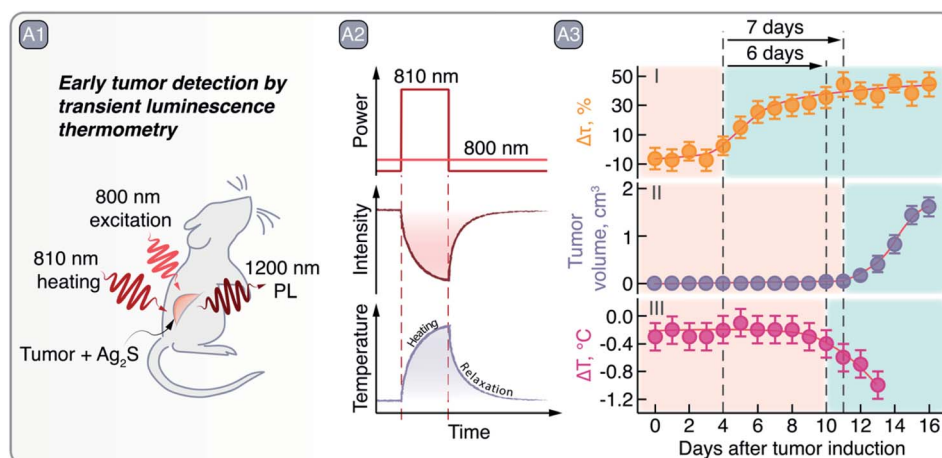 A1
Early tumor detection by
transient luminescence
thermometry
800 nm
excitation
810 nm
heating
1200 nm
PL
Tumor + Ag₂S
A2
810 nm
800 nm
Power
Intensity
Temperature
Heating
Relaxation
Time
A3
7 days
6 days
I
50
30
10
-10
Δτ, %
II
2
1
0
Tumor
volume, cm³
III
0.0
-0.4
-0.8
-1.2
ΔT, °C
0 2 4 6 8 10 12 14 16
Days after tumor induction